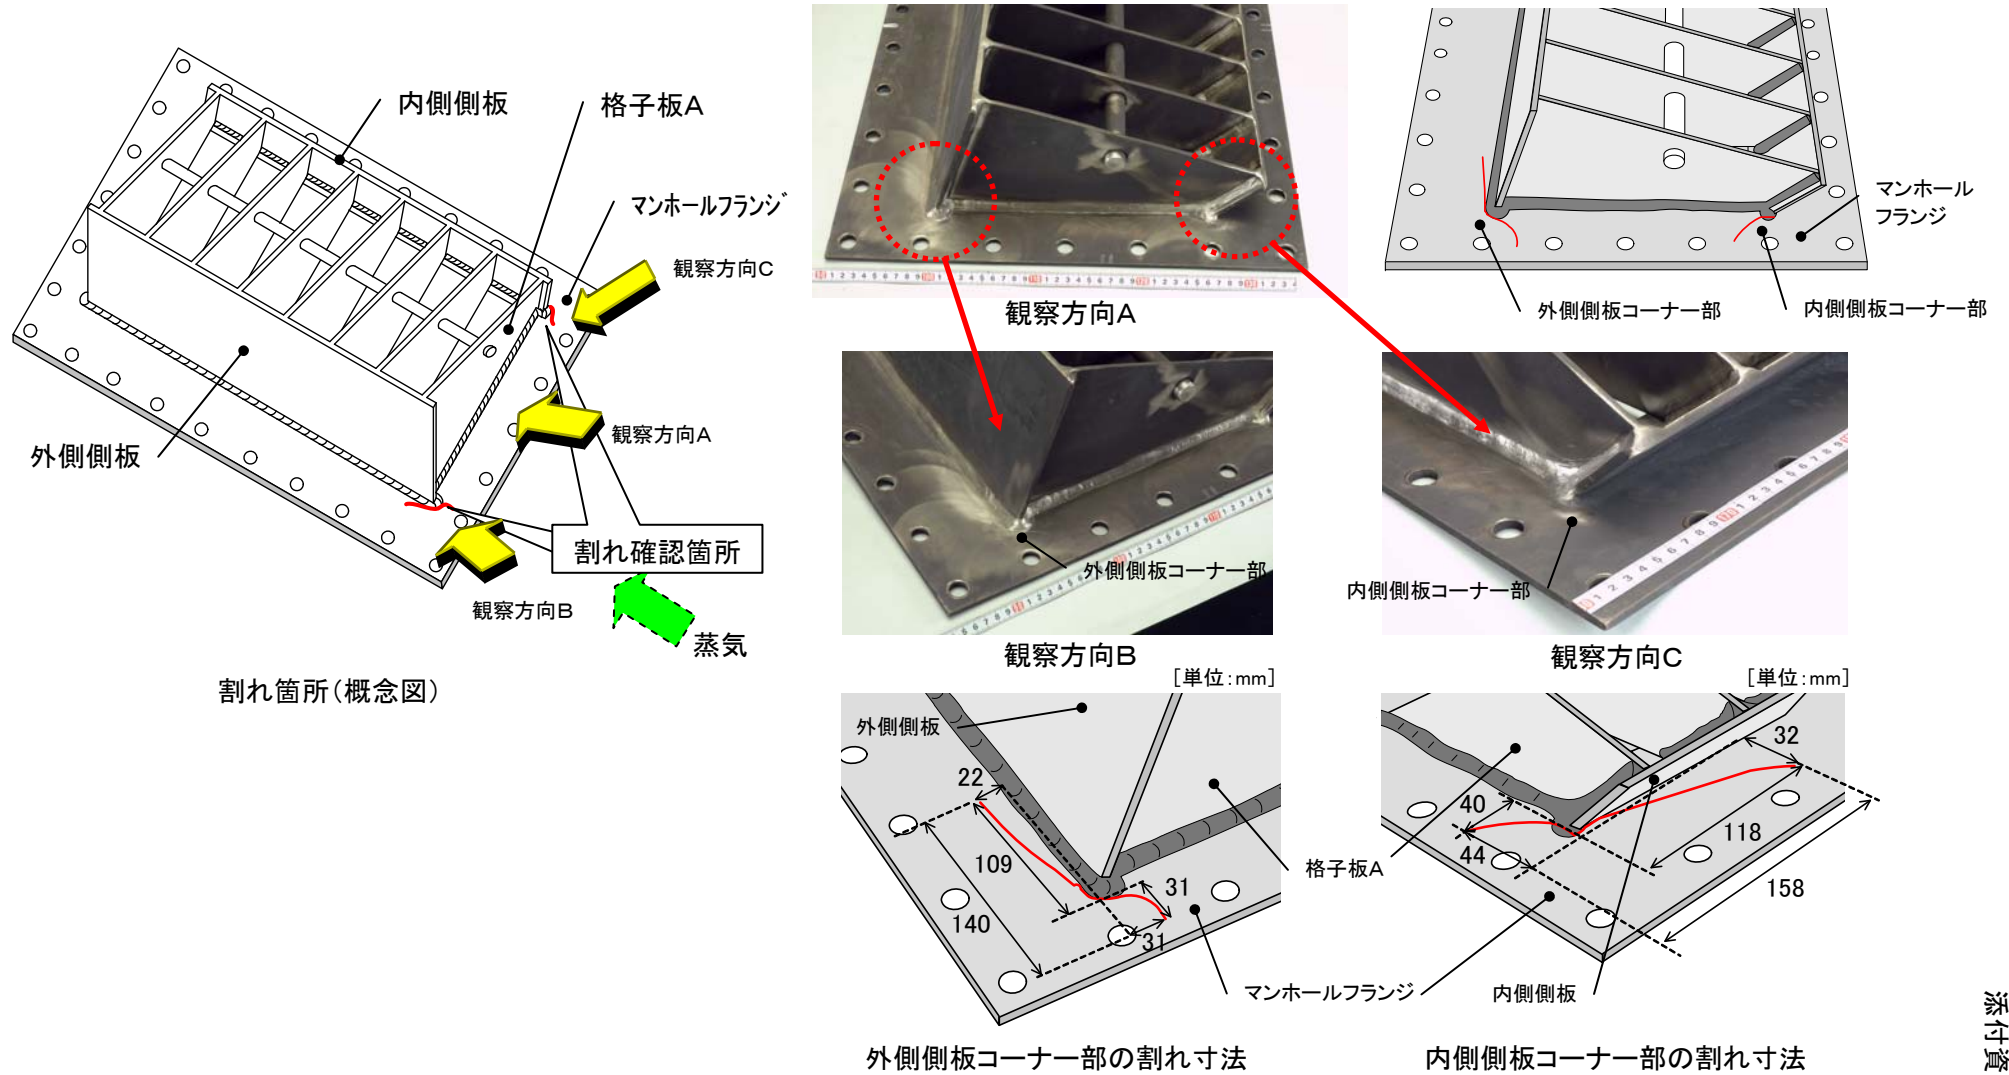 内側側板
格子板A
マンホールフランジ
観察方向C
観察方向A
外側側板
割れ確認箇所
観察方向B
蒸気
割れ箇所（概念図）
観察方向A
マンホール
フランジ
外側側板コーナー部
内側側板コーナー部
外側側板コーナー部
内側側板コーナー部
観察方向B
観察方向C
［単位：mm］
［単位：mm］
外側側板
22
109
140
31
31
格子板A
マンホールフランジ
32
40
44
118
158
内側側板
外側側板コーナー部の割れ寸法
内側側板コーナー部の割れ寸法
添付資